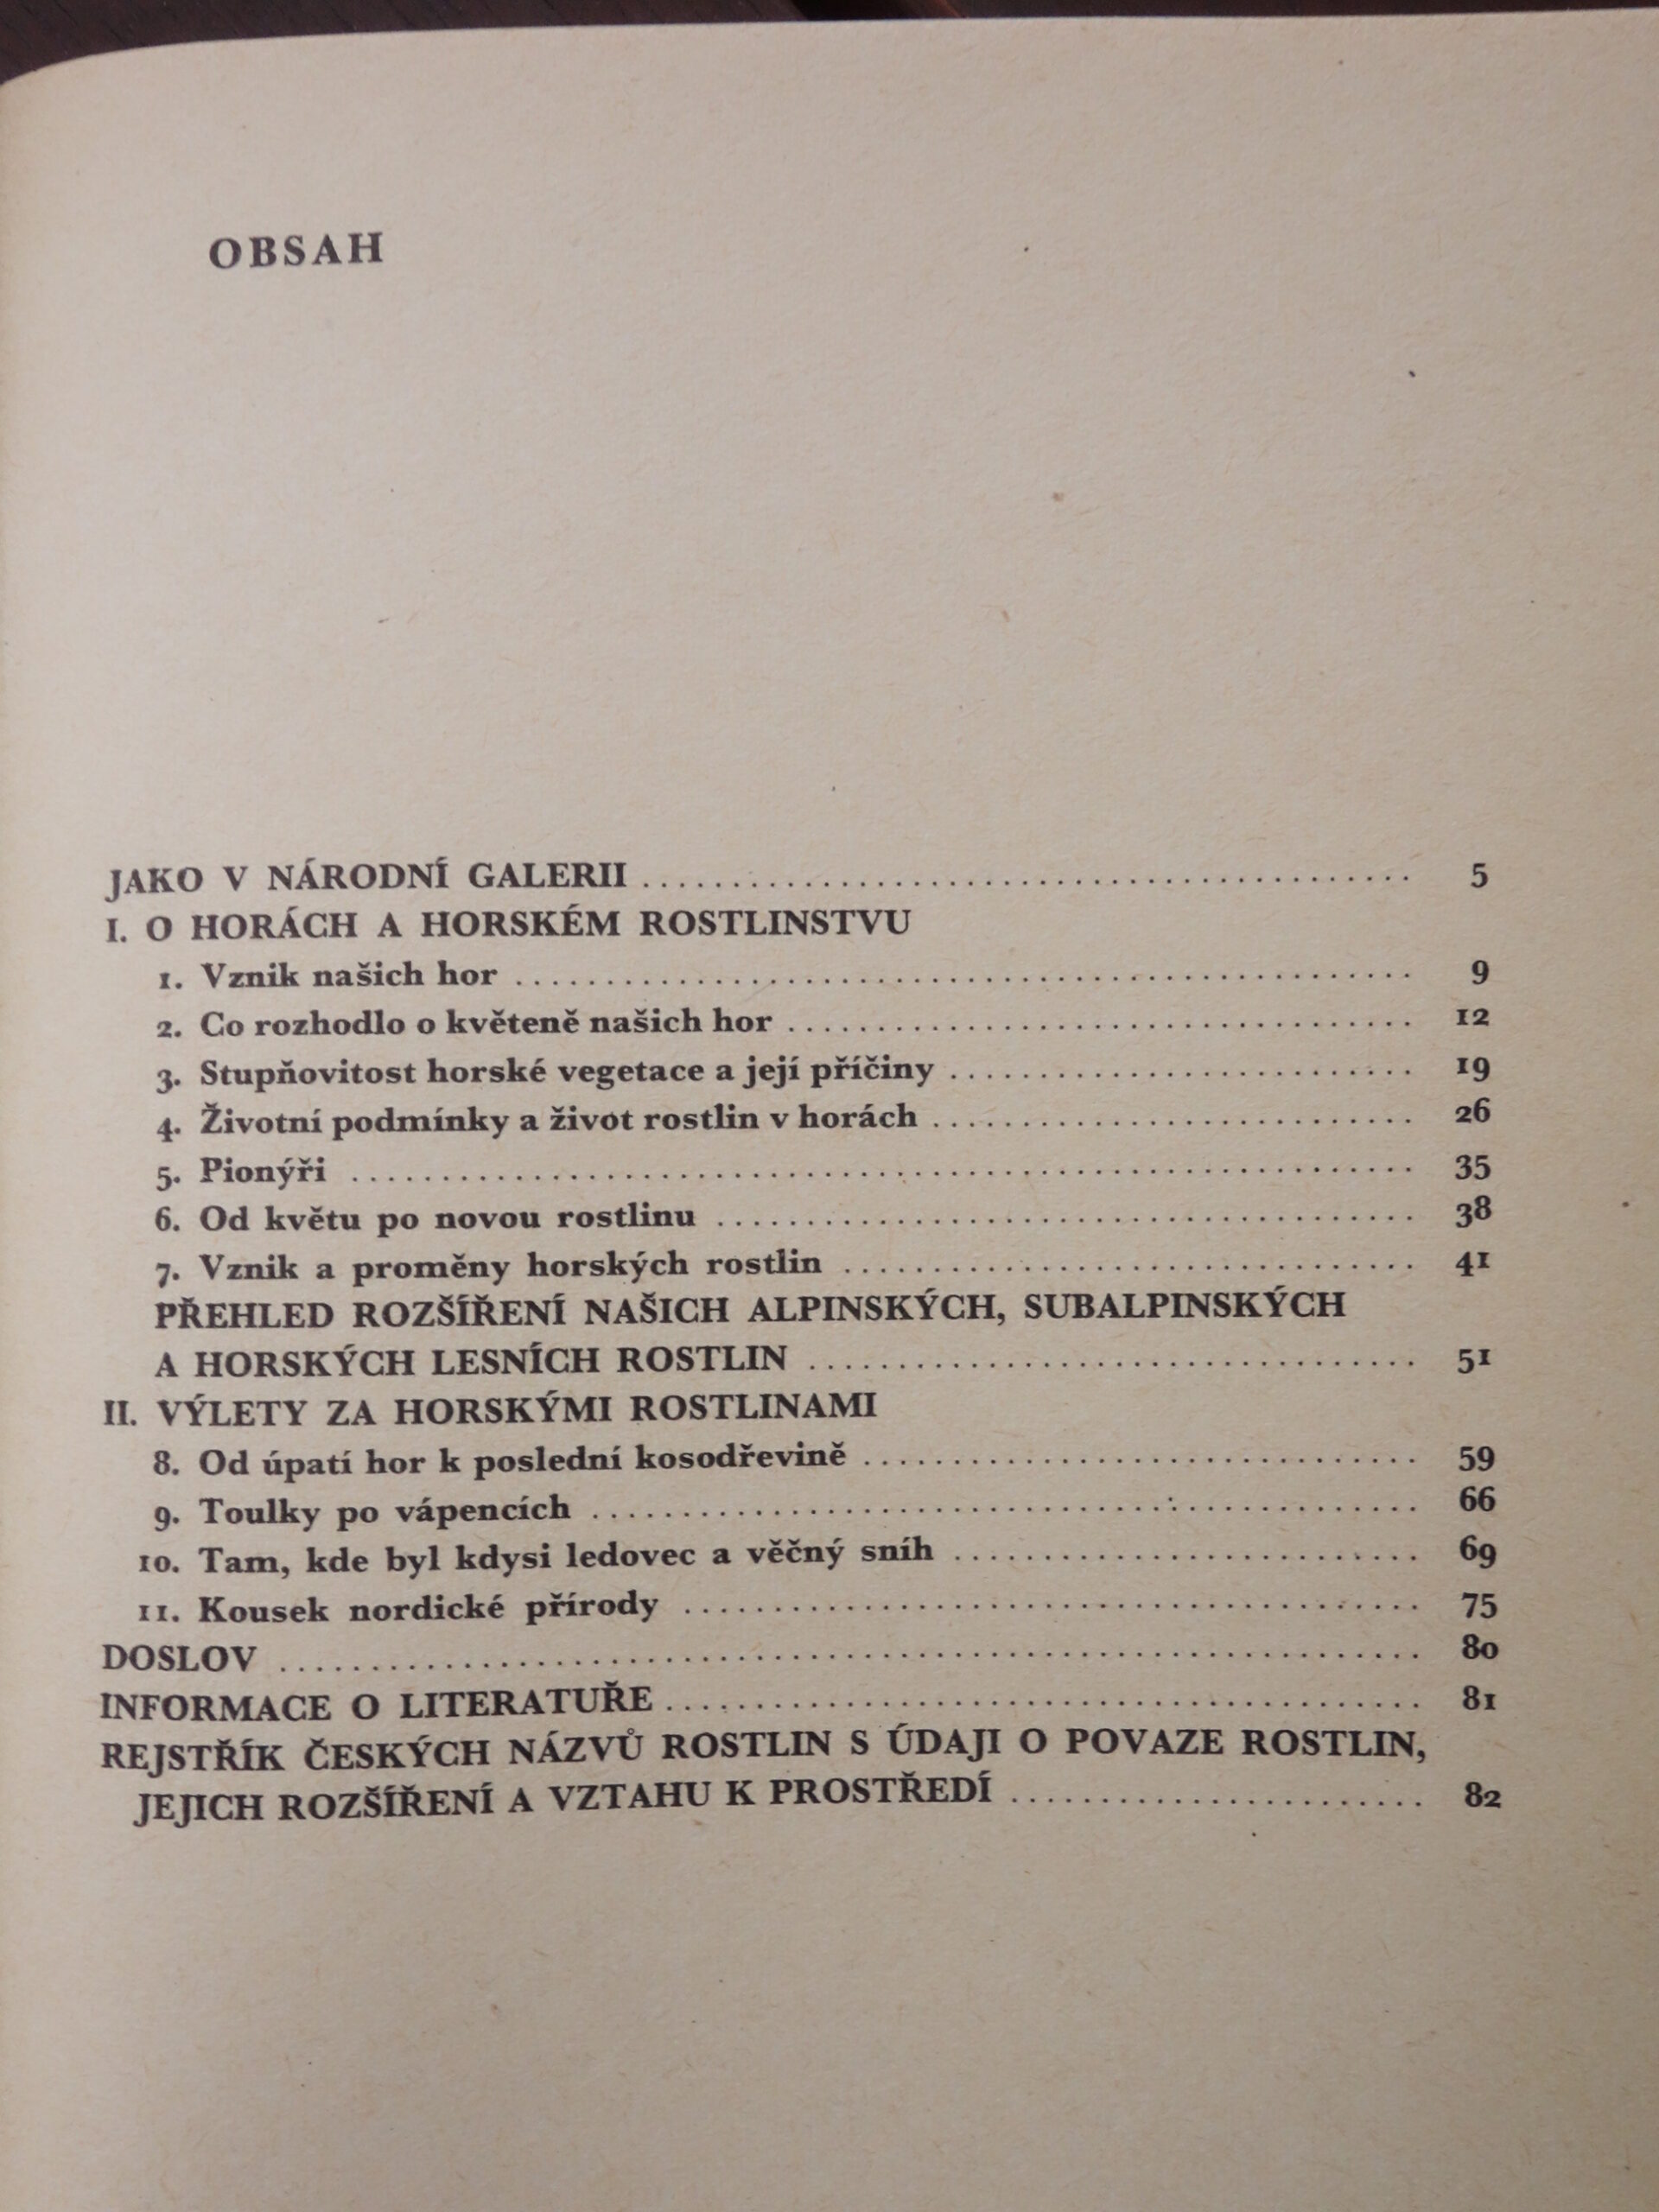 OBSAH
JAKO V NÁRODNÍ GALERII ........................................... 5
I. O HORÁCH A HORSKÉM ROSTLINSTVU
1. Vznik našich hor .................................................. 9
2. Co rozhodlo o květeně našich hor ................................... 12
3. Stupňovitost horské vegetace a její příčiny .......................... 19
4. Životní podmínky a život rostlin v horách ........................... 26
5. Pionýři ........................................................... 35
6. Od květu po novou rostlinu ....................................... 38
7. Vznik a proměny horských rostlin ................................ 41
PŘEHLED ROZŠÍŘENÍ NAŠICH ALPINSKÝCH, SUBALPINSKÝCH
A HORSKÝCH LESNÍCH ROSTLIN .................................. 51
II. VÝLETY ZA HORSKÝMI ROSTLINAMI
8. Od úpatí hor k poslední kosodřevině ............................... 59
9. Toulky po vápencích .............................................. 66
10. Tam, kde byl kdysi ledovec a věčný sníh .......................... 69
11. Kousek nordické přírody ......................................... 75
DOSLOV ............................................................... 80
INFORMACE O LITERATUŘE .......................................... 81
REJSTŘÍK ČESKÝCH NÁZVŮ ROSTLIN S ÚDAJI O POVAZE ROSTLIN,
JEJICH ROZŠÍŘENÍ A VZTAHU K PROSTŘEDÍ ....................... 82